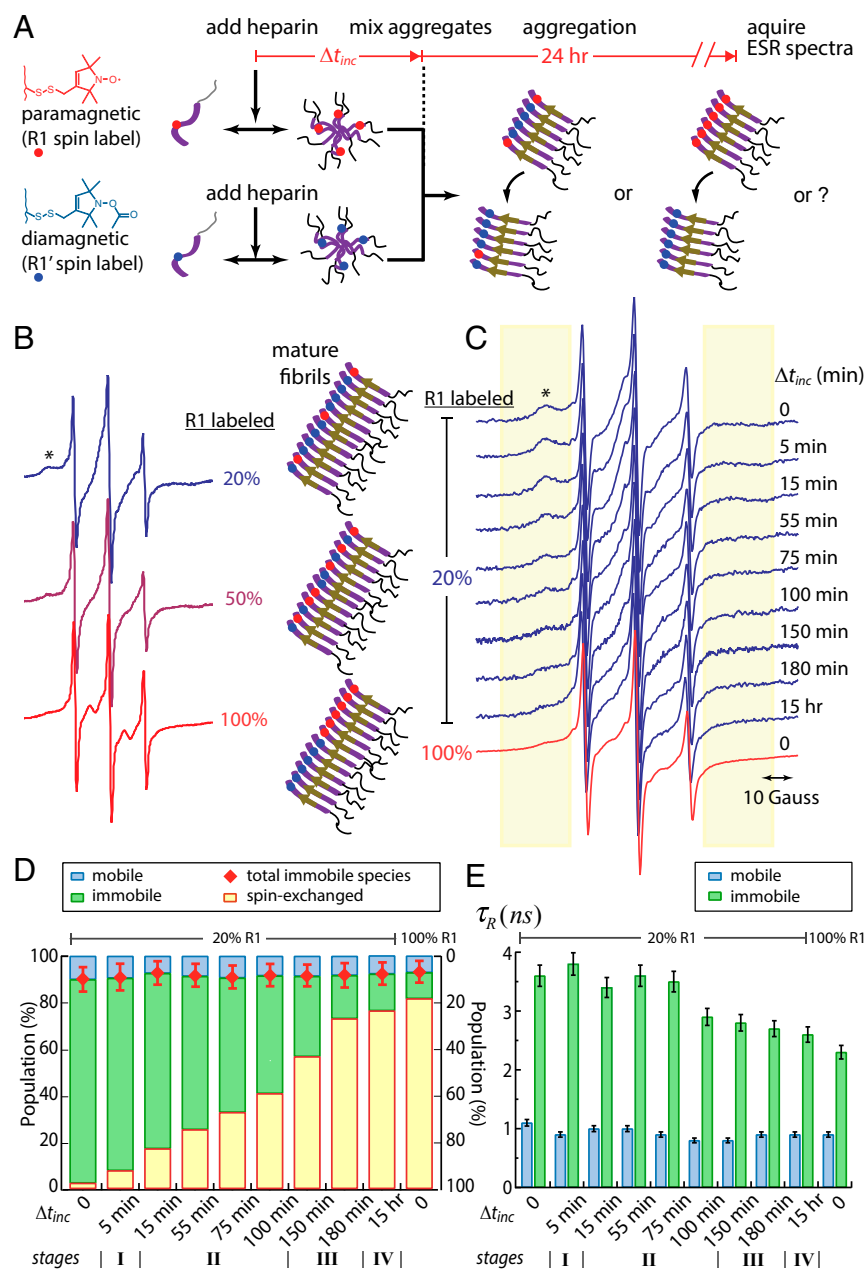 A
add heparin
mix aggregates
aggregation
aquire
ESR spectra
Δt_inc
24 hr
S-S
N-O·
paramagnetic
(R1 spin label)
add heparin
S-S
N-O
O
diamagnetic
(R1' spin label)
or
or ?
B
mature
fibrils
R1 labeled
*
20%
50%
100%
C
R1 labeled
*
Δt_inc (min)
0
5 min
15 min
55 min
75 min
100 min
150 min
180 min
15 hr
0
20%
100%
10 Gauss
D
mobile
total immobile species
immobile
spin-exchanged
20% R1
100% R1
Population (%)
100
80
60
40
20
0
Population (%)
0
20
40
60
80
100
Δt_inc
0
5 min
15 min
55 min
75 min
100 min
150 min
180 min
15 hr
0
stages
I
II
III
IV
E
mobile
immobile
τ_R (ns)
20% R1
100% R1
4
3
2
1
0
Δt_inc
0
5 min
15 min
55 min
75 min
100 min
150 min
180 min
15 hr
0
stages
I
II
III
IV